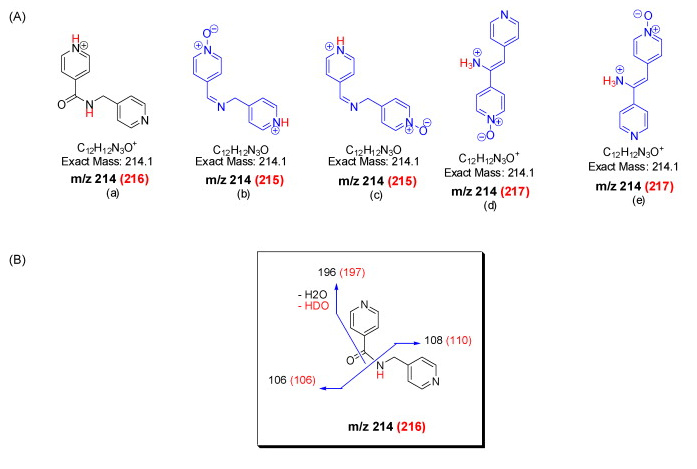 (A)
C12H12N3O+
Exact Mass: 214.1
m/z 214 (216)
(a)
C12H12N3O
Exact Mass: 214.1
m/z 214 (215)
(b)
C12H12N3O
Exact Mass: 214.1
m/z 214 (215)
(c)
C12H12N3O+
Exact Mass: 214.1
m/z 214 (217)
(d)
C12H12N3O+
Exact Mass: 214.1
m/z 214 (217)
(e)
(B)
196 (197)
- H2O
- HDO
108 (110)
106 (106)
m/z 214 (216)